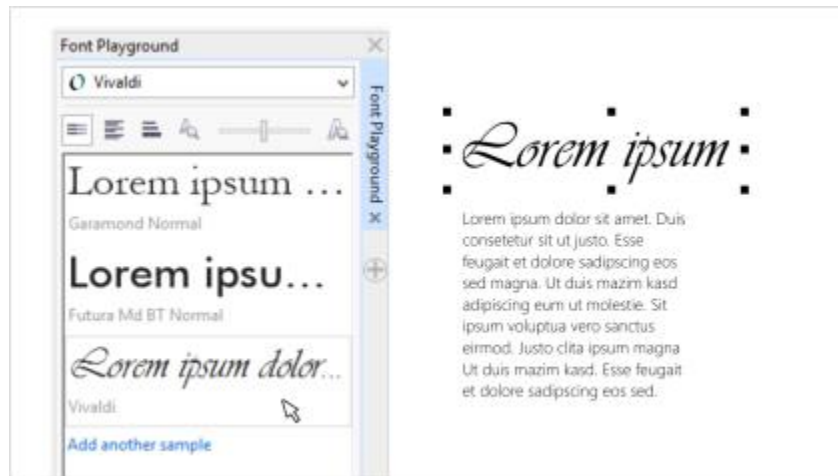 Font Playground
Vivaldi
Lorem ipsum ...
Garamond Normal
Lorem ipsu...
Futura Md BT Normal
Lorem ipsum dolor...
Vivaldi
Add another sample
Font Playground
Lorem ipsum
Lorem ipsum dolor sit amet. Duis
consetetur sit ut justo. Esse
feugait et dolore sadipscing eos
sed magna. Ut duis mazim kasd
adipiscing eum ut molestie. Sit
ipsum voluptua vero sanctus
eirmod. Justo clita ipsum magna
Ut duis mazim kasd. Esse feugait
et dolore sadipscing eos sed.